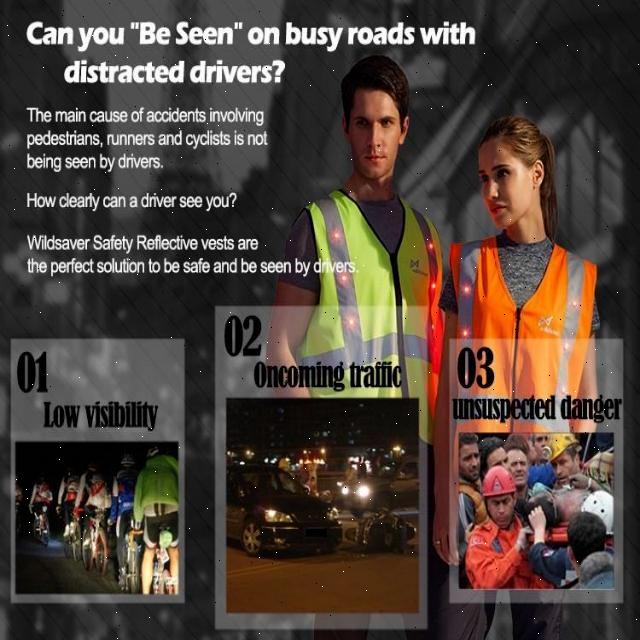 Can you "Be Seen" on busy roads with
distracted drivers?
The main cause of accidents involving
pedestrians, runners and cyclists is not
being seen by drivers.
How clearly can a driver see you?
Wildsaver Safety Reflective vests are
the perfect solution to be safe and be seen by drivers.
01
Low visibility
02
Oncoming traffic
03
unsuspected danger